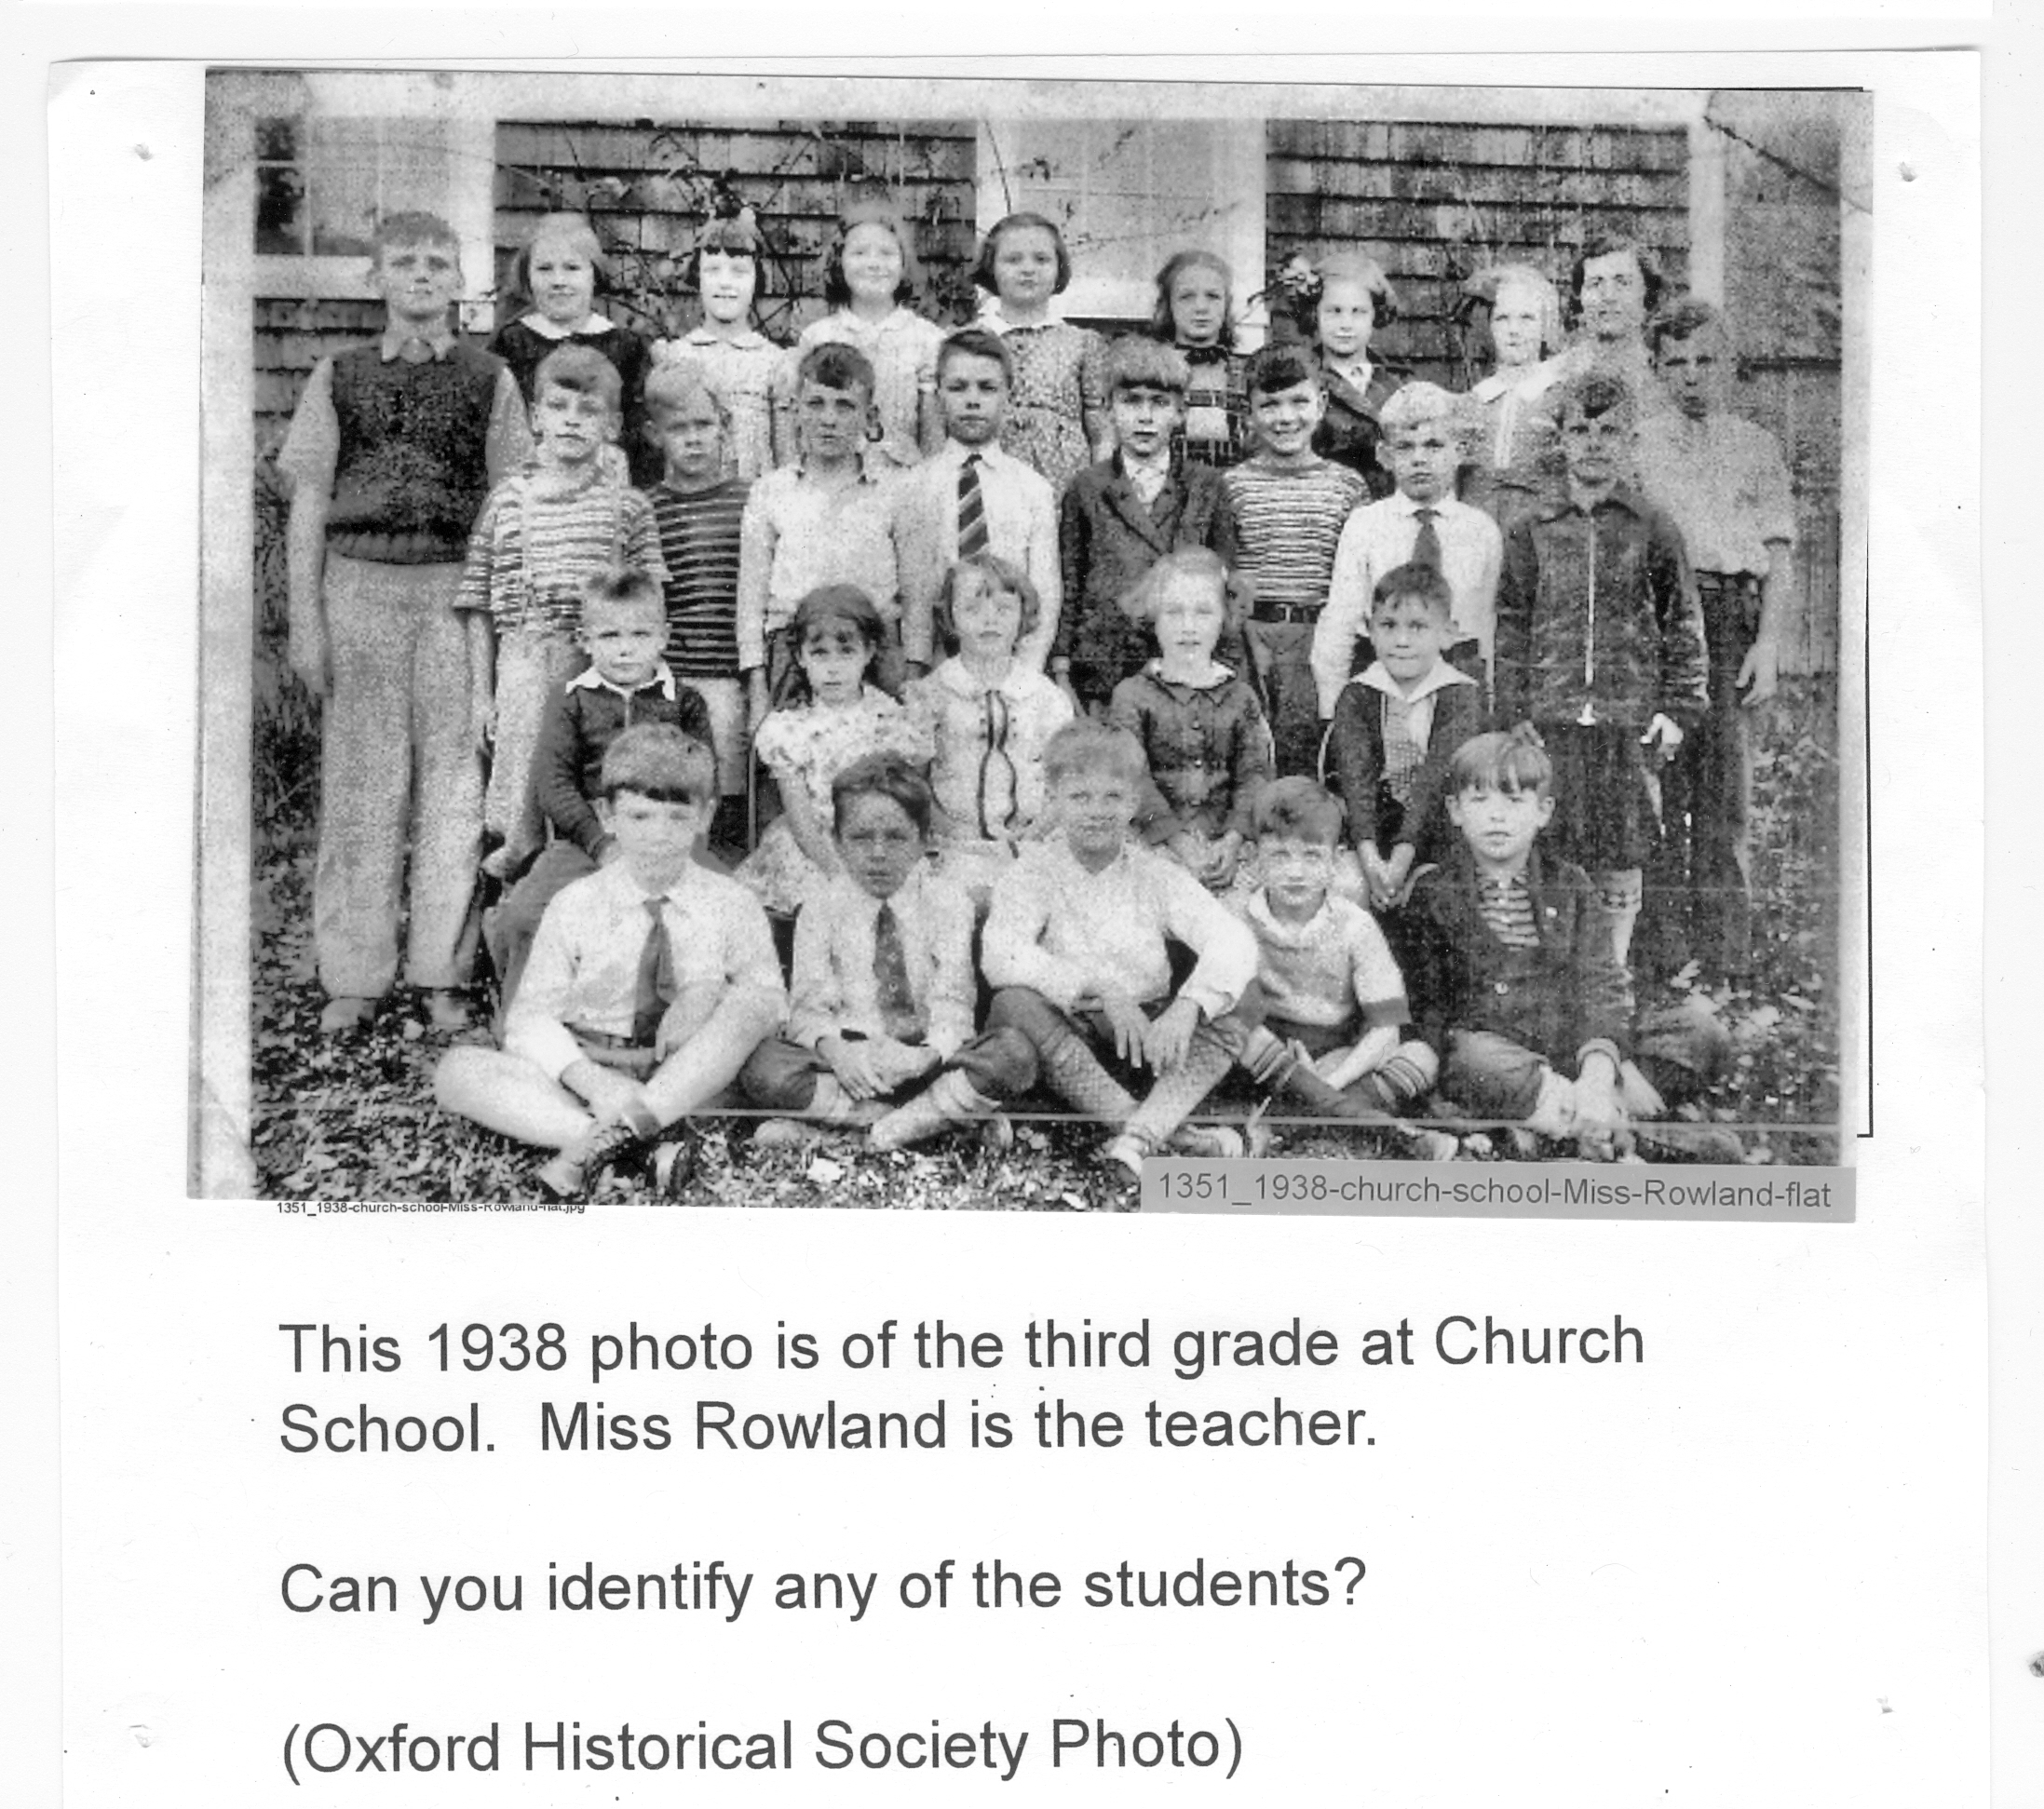 1351_1938-church-school-Miss-Rowland-flat
1351_1938-church-school-Miss-Rowland-flat.jpg
This 1938 photo is of the third grade at Church
School. Miss Rowland is the teacher.
Can you identify any of the students?
(Oxford Historical Society Photo)